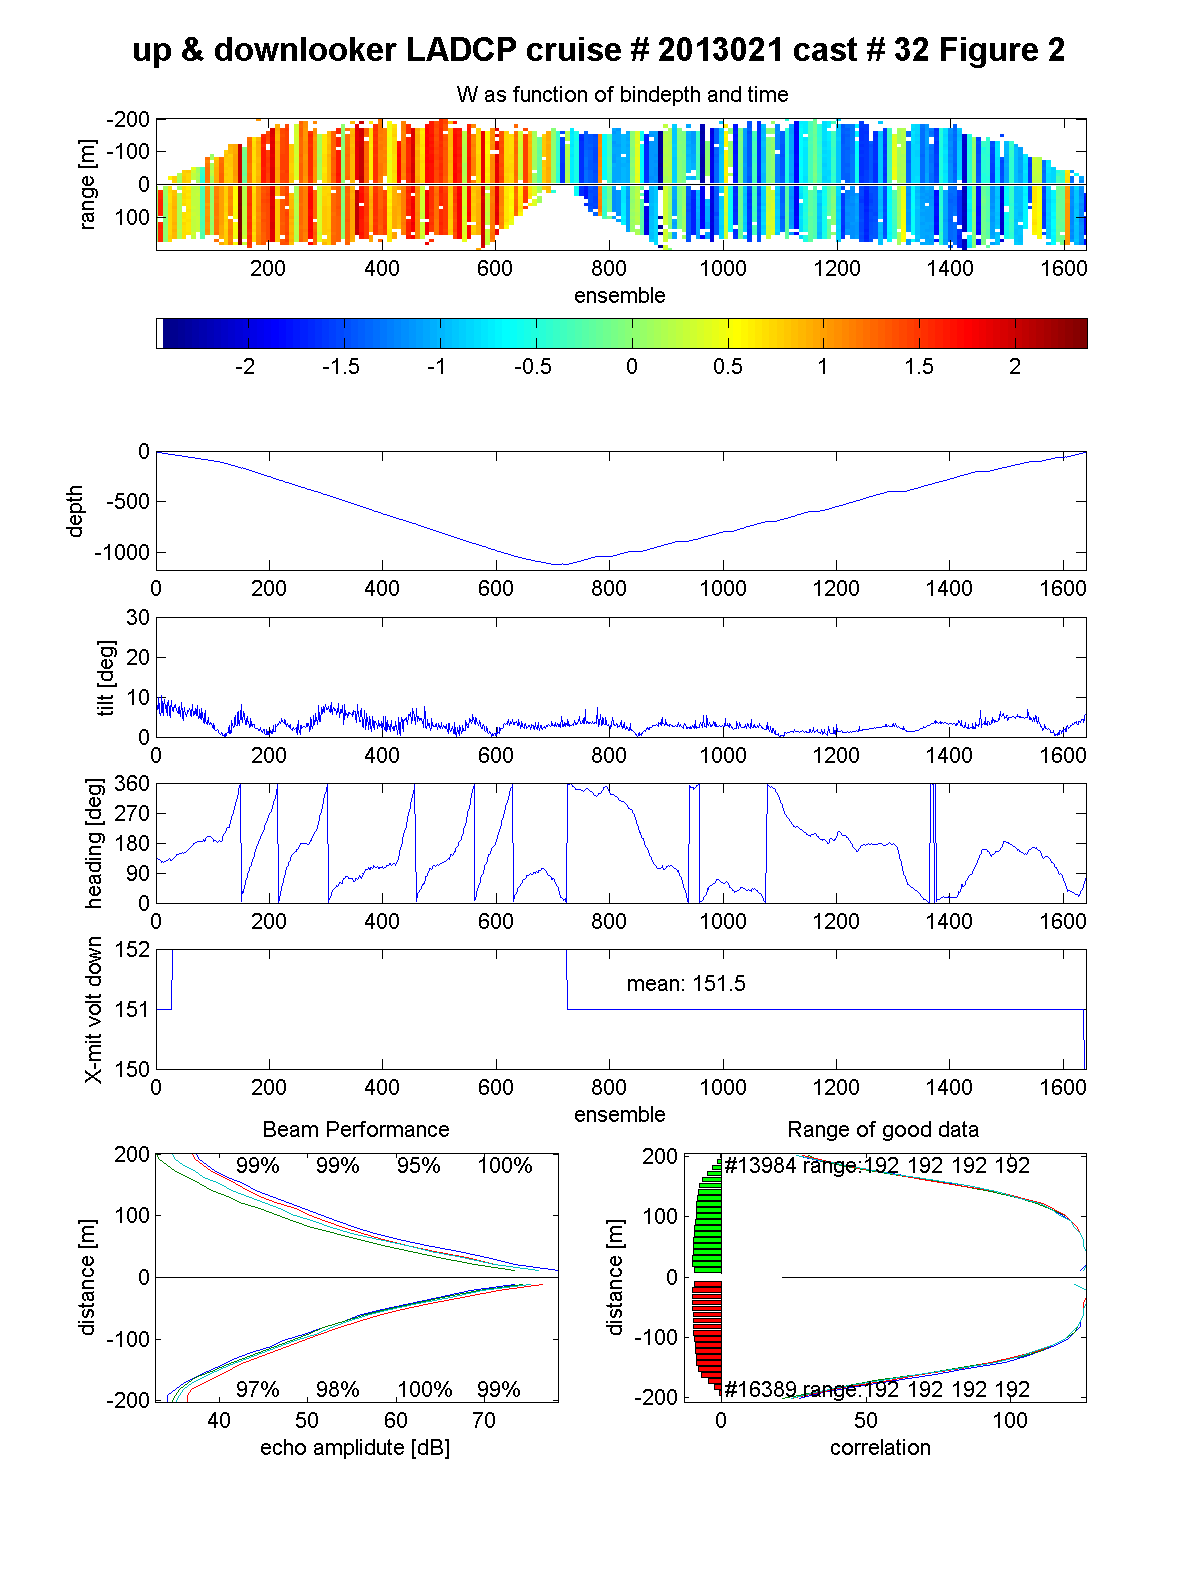 up & downlooker LADCP cruise # 2013021 cast # 32 Figure 2
W as function of bindepth and time
-200
-100
0
100
range [m]
200 400 600 800 1000 1200 1400 1600
ensemble
-2 -1.5 -1 -0.5 0 0.5 1 1.5 2
0
-500
-1000
depth
0 200 400 600 800 1000 1200 1400 1600
30
20
10
0
tilt [deg]
0 200 400 600 800 1000 1200 1400 1600
360
270
180
90
0
heading [deg]
0 200 400 600 800 1000 1200 1400 1600
152
151
150
X-mit volt down
mean: 151.5
0 200 400 600 800 1000 1200 1400 1600
ensemble
Beam Performance
200
100
0
-100
-200
distance [m]
99% 99% 95% 100%
97% 98% 100% 99%
40 50 60 70
echo amplidute [dB]
Range of good data
200
100
0
-100
-200
distance [m]
#13984 range:192 192 192 192
#16389 range:192 192 192 192
0 50 100
correlation